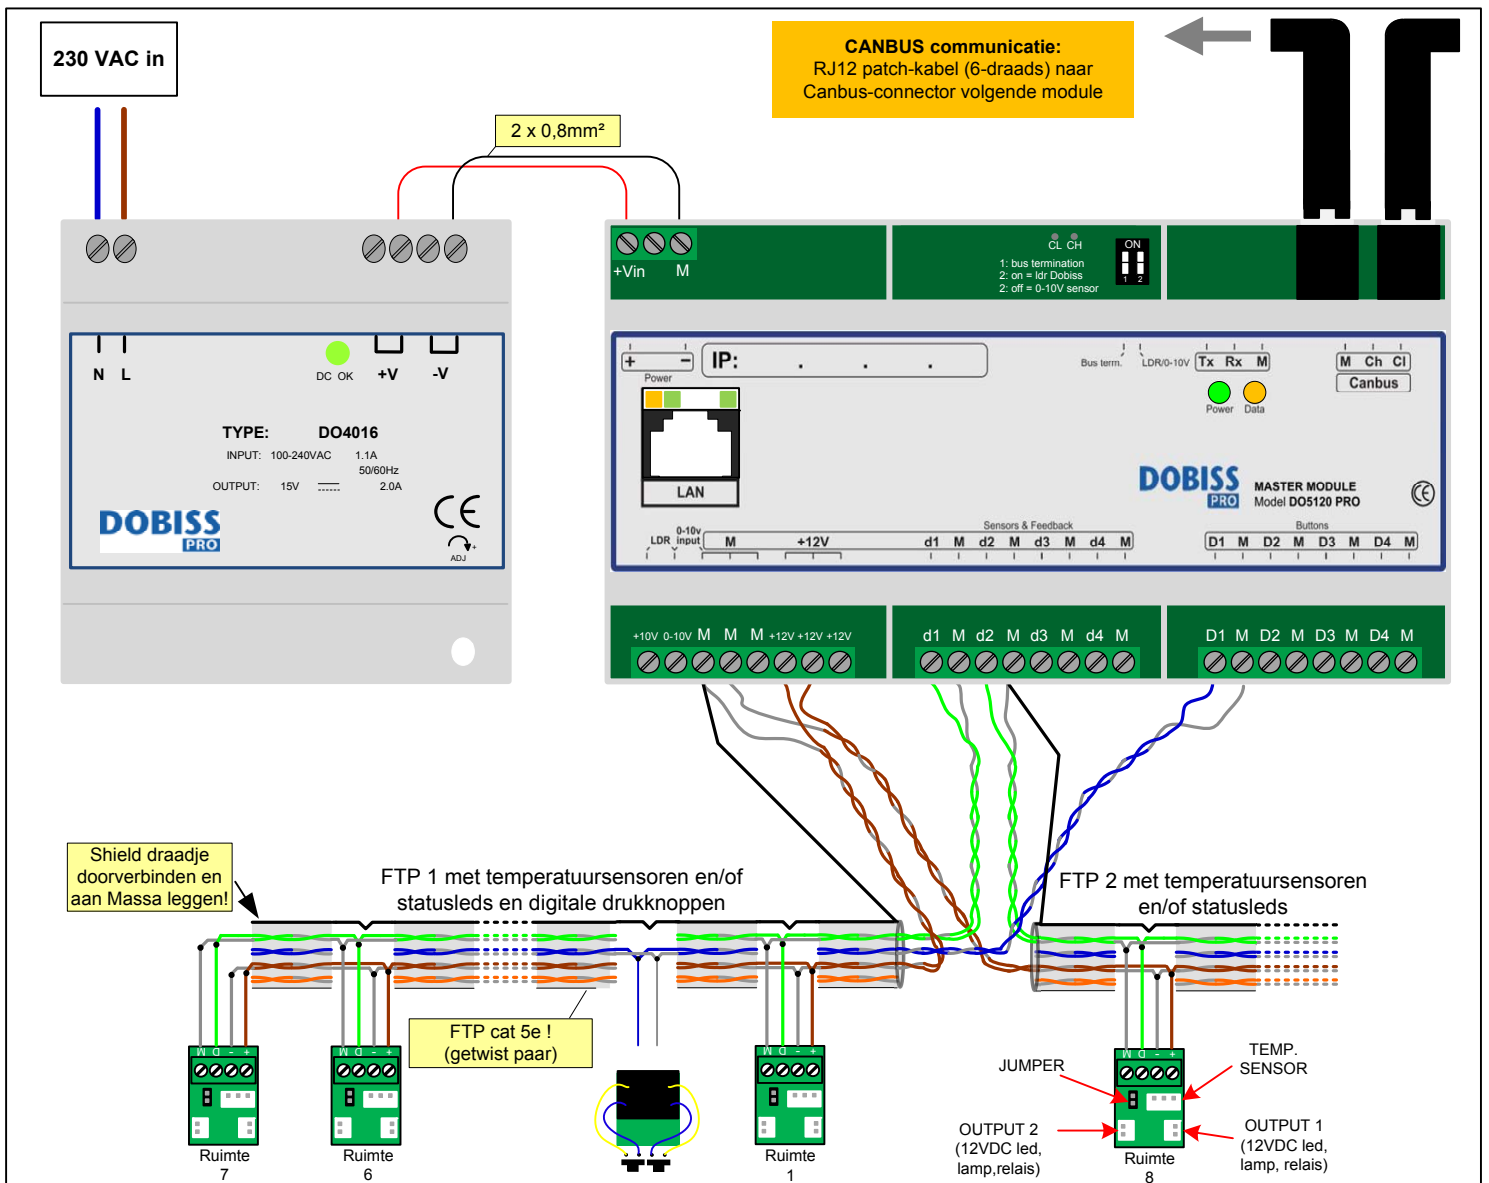 230 VAC in
CANBUS communicatie:
RJ12 patch-kabel (6-draads) naar
Canbus-connector volgende module
2 x 0,8mm²
+Vin M
CL CH
ON
1: bus termination
2: on = ldr Dobiss
2: off = 0-10V sensor
1 2
N L
DC OK
+V
-V
TYPE: DO4016
INPUT: 100-240VAC 1.1A
50/60Hz
OUTPUT: 15V 2.0A
DOBISS
PRO
CE
ADJ
+ −
Power
IP: . . .
Bus term.
LDR/0-10V
Tx Rx M
M Ch Cl
Canbus
Power Data
LAN
DOBISS
PRO
MASTER MODULE
Model DO5120 PRO
CE
LDR
0-10v
input
M
+12V
Sensors & Feedback
d1 M d2 M d3 M d4 M
Buttons
D1 M D2 M D3 M D4 M
+10V 0-10V M M M +12V +12V +12V
d1 M d2 M d3 M d4 M
D1 M D2 M D3 M D4 M
Shield draadje
doorverbinden en
aan Massa leggen!
FTP 1 met temperatuursensoren en/of
statusleds en digitale drukknoppen
FTP 2 met temperatuursensoren
en/of statusleds
FTP cat 5e !
(getwist paar)
M D - +
M D - +
M D - +
M D - +
JUMPER
TEMP.
SENSOR
OUTPUT 2
(12VDC led,
lamp,relais)
OUTPUT 1
(12VDC led,
lamp, relais)
Ruimte
7
Ruimte
6
Ruimte
1
Ruimte
8